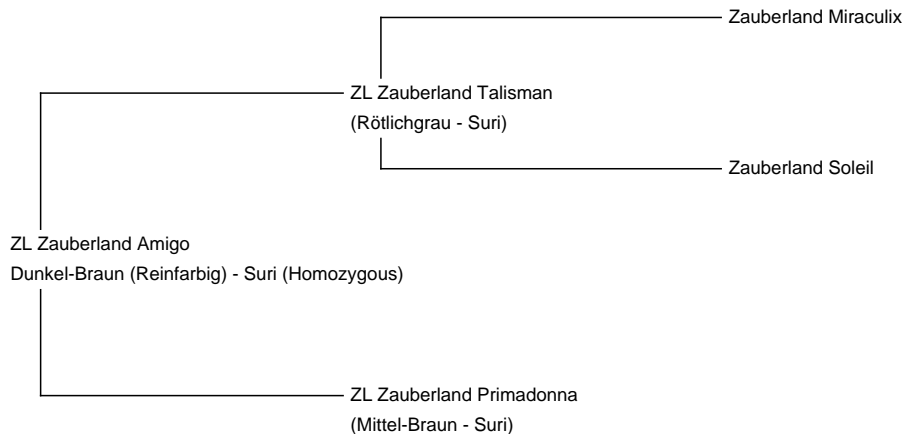 Zauberland Miraculix
ZL Zauberland Talisman
(Rötlichgrau - Suri)
Zauberland Soleil
ZL Zauberland Amigo
Dunkel-Braun (Reinfarbig) - Suri (Homozygous)
ZL Zauberland Primadonna
(Mittel-Braun - Suri)